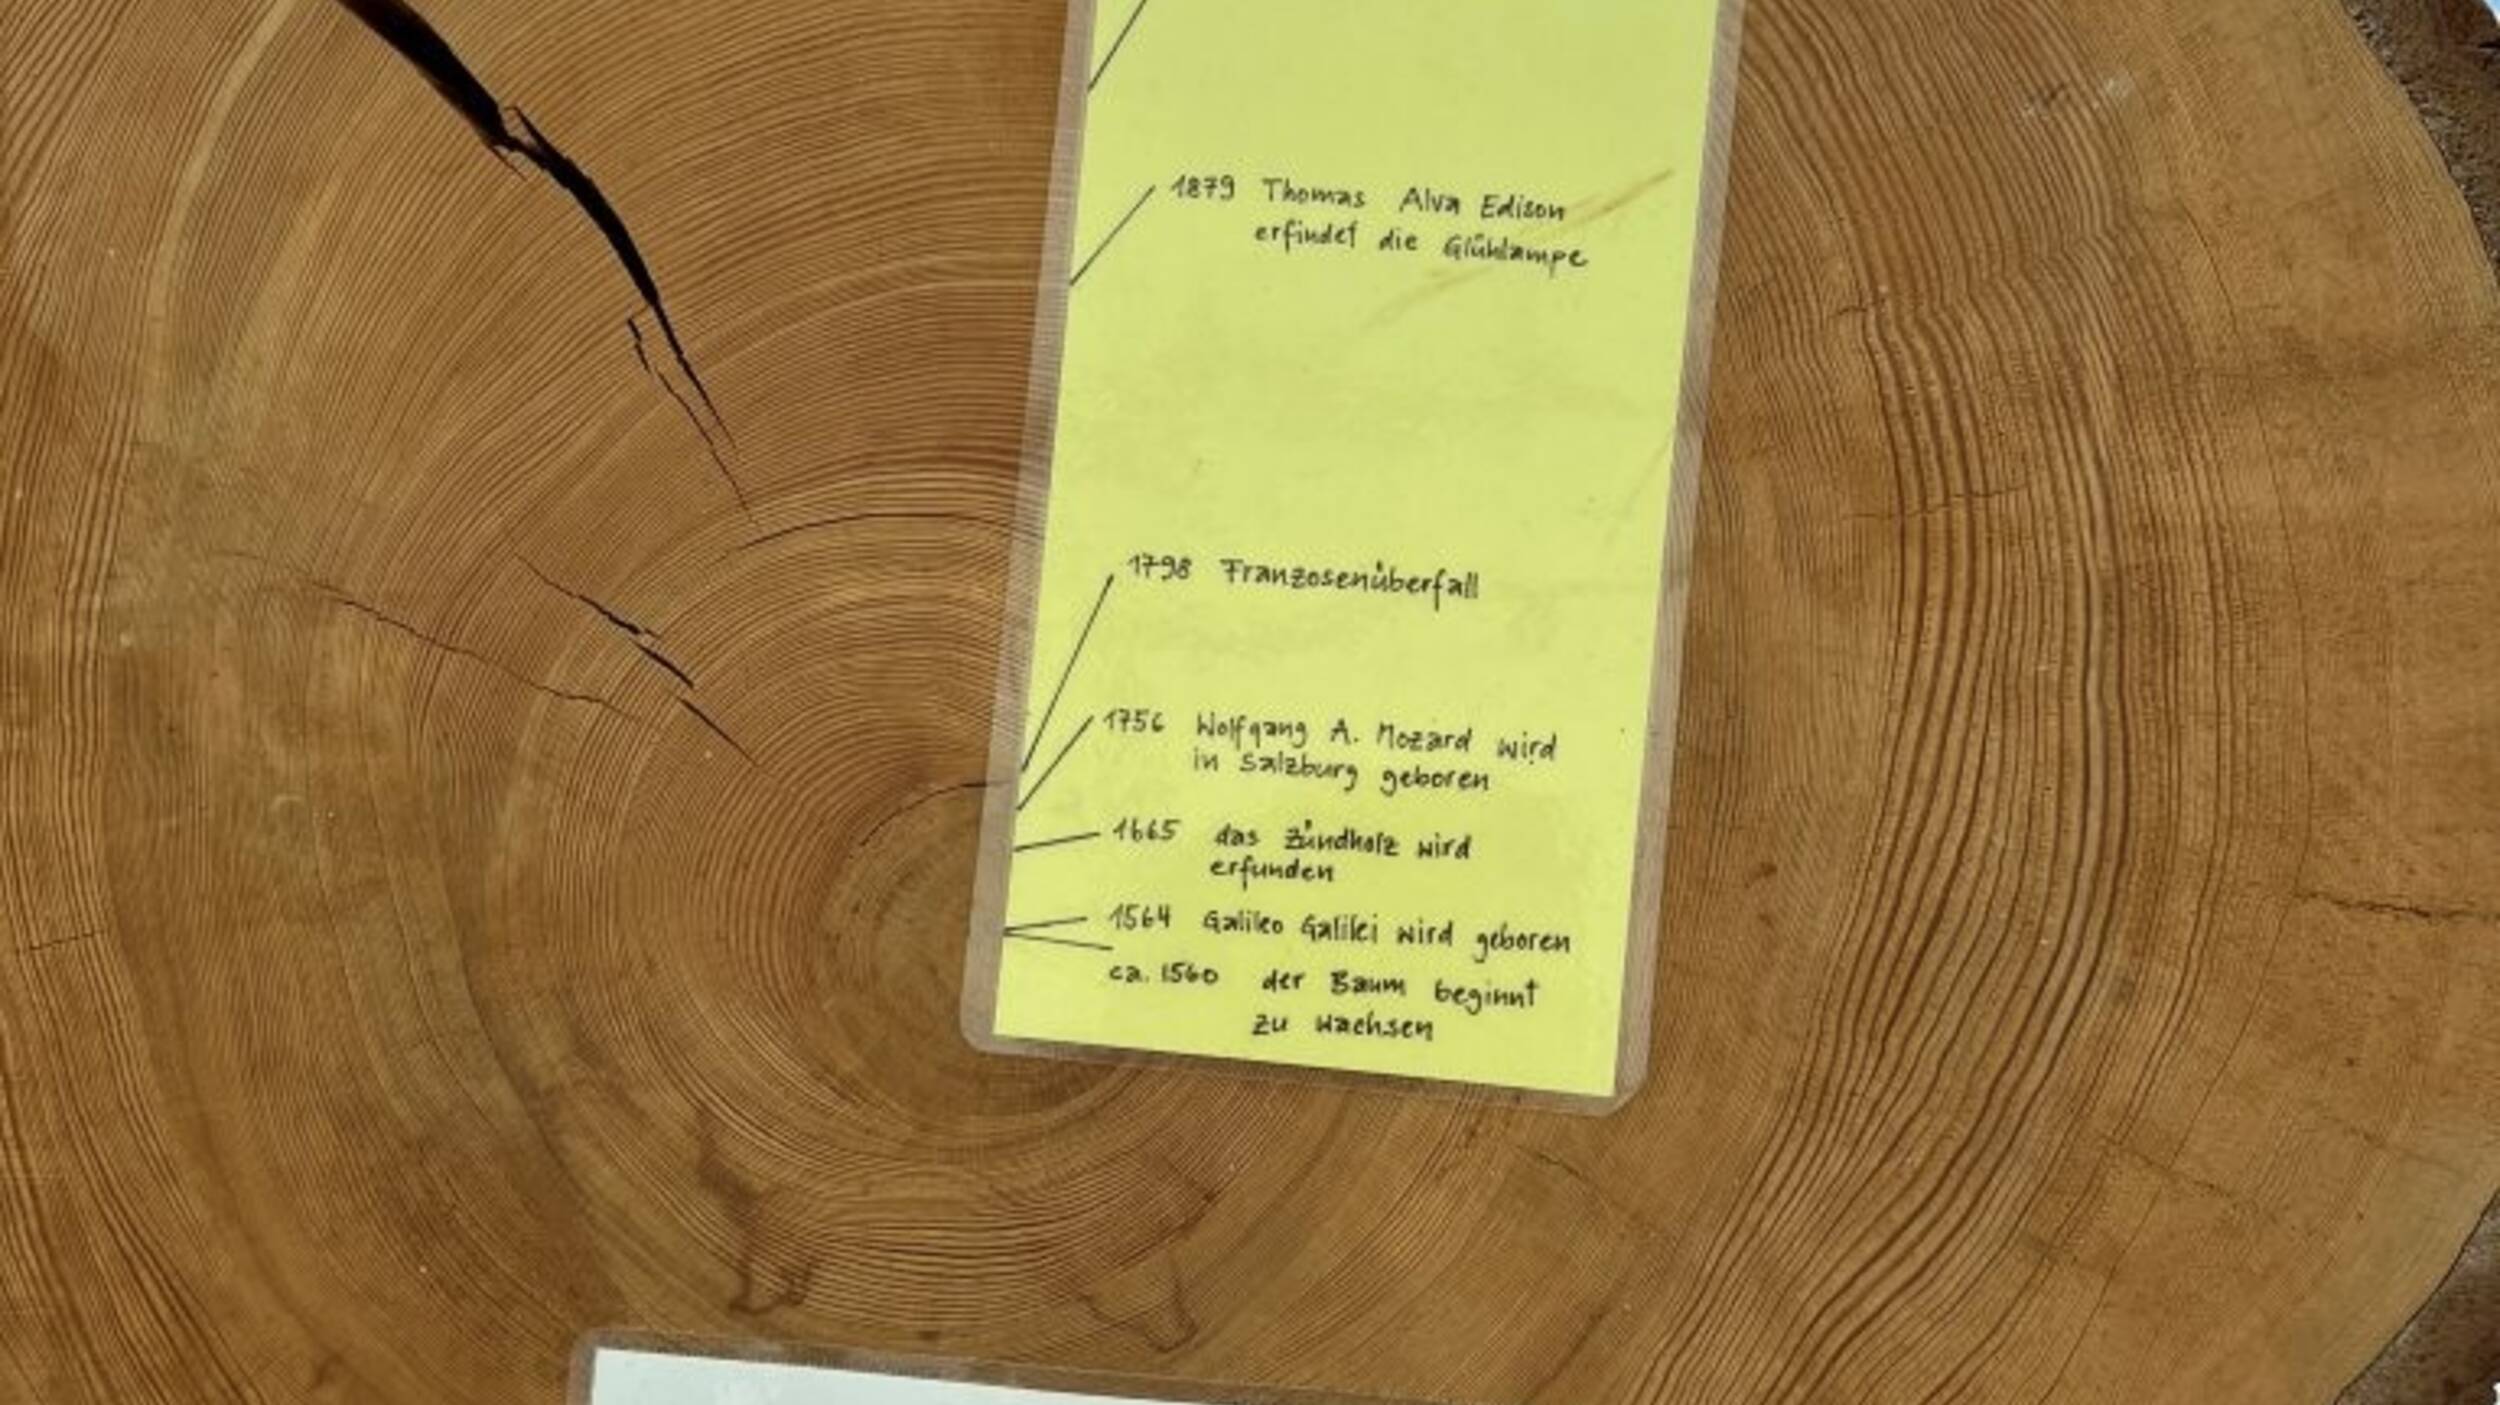 1879 Thomas Alva Edison
erfindet die Glühlampe
1798 Franzosenüberfall
1756 Wolfgang A. Mozard wird
in Salzburg geboren
1665 das Zündholz wird
erfunden
1564 Galileo Galilei wird geboren
ca. 1560 der Baum beginnt
zu wachsen